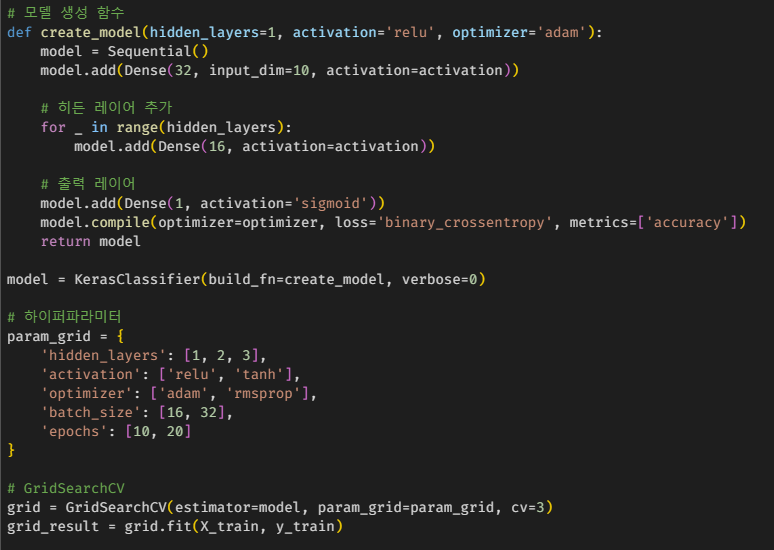 # 모델 생성 함수
def create_model(hidden_layers=1, activation='relu', optimizer='adam'):
    model = Sequential()
    model.add(Dense(32, input_dim=10, activation=activation))

    # 히든 레이어 추가
    for _ in range(hidden_layers):
        model.add(Dense(16, activation=activation))

    # 출력 레이어
    model.add(Dense(1, activation='sigmoid'))
    model.compile(optimizer=optimizer, loss='binary_crossentropy', metrics=['accuracy'])
    return model

model = KerasClassifier(build_fn=create_model, verbose=0)

# 하이퍼파라미터
param_grid = {
    'hidden_layers': [1, 2, 3],
    'activation': ['relu', 'tanh'],
    'optimizer': ['adam', 'rmsprop'],
    'batch_size': [16, 32],
    'epochs': [10, 20]
}

# GridSearchCV
grid = GridSearchCV(estimator=model, param_grid=param_grid, cv=3)
grid_result = grid.fit(X_train, y_train)